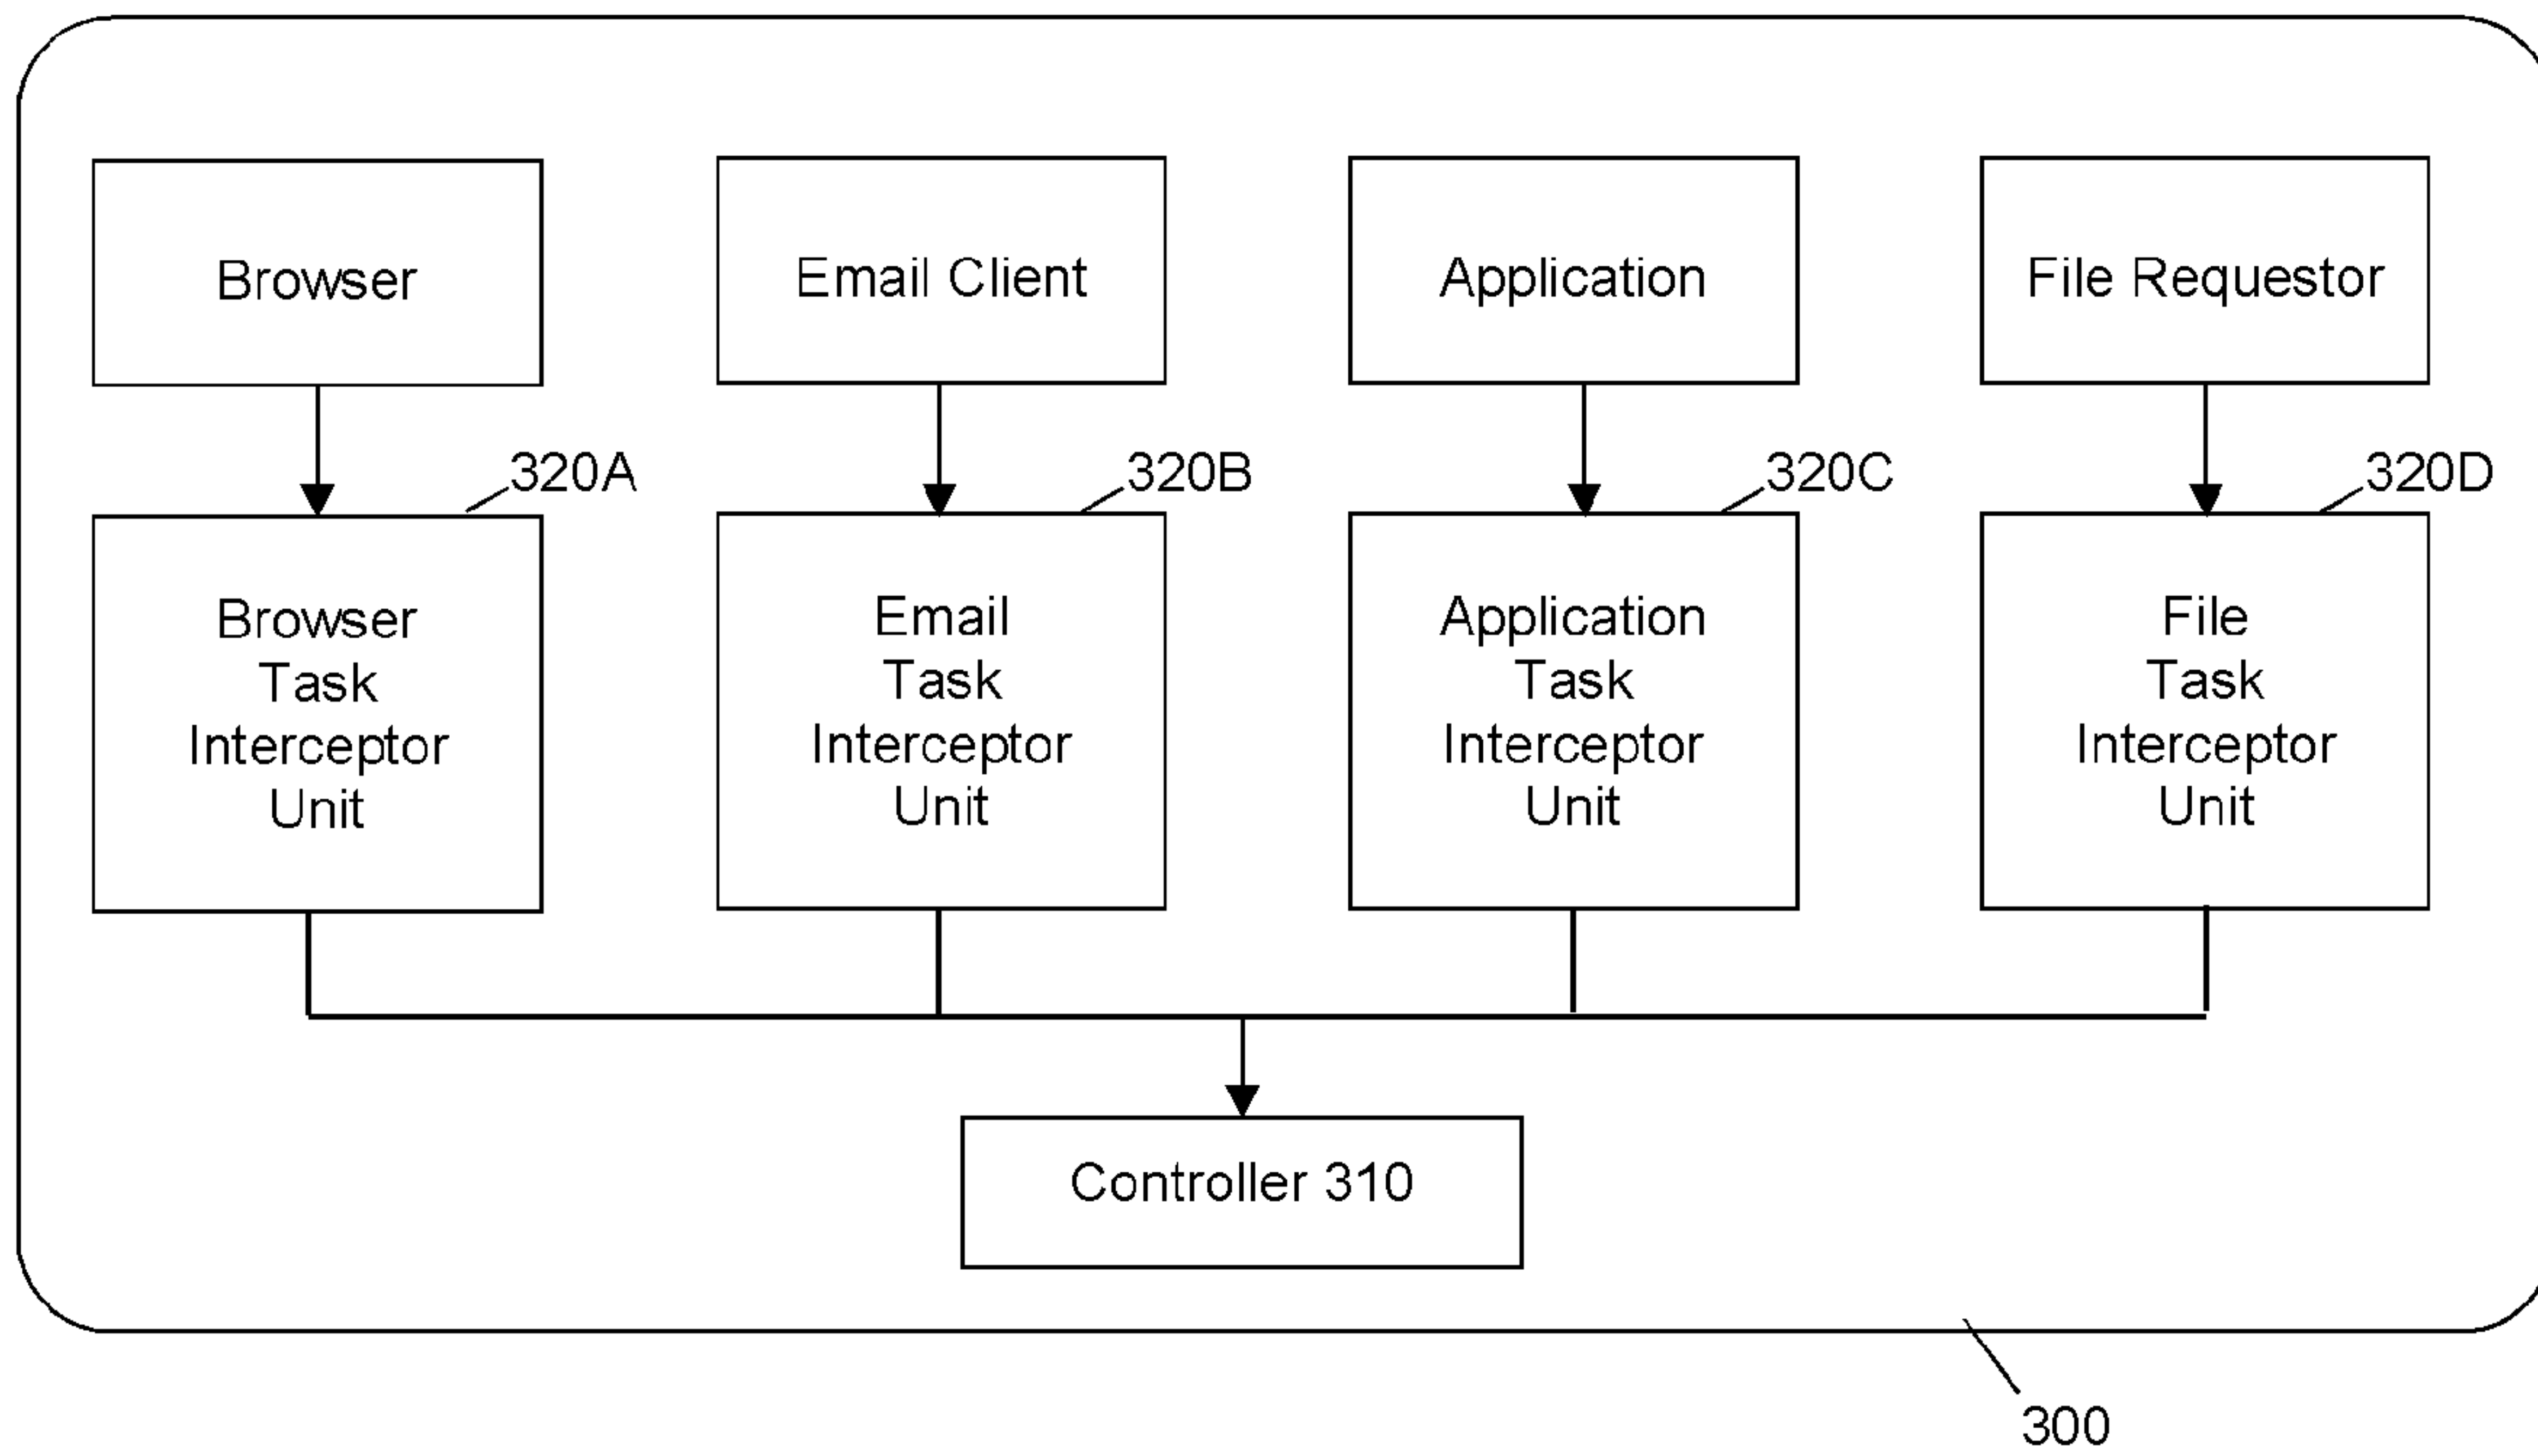 Browser
Email Client
Application
File Requestor
320A
320B
320C
320D
Browser
Task
Interceptor
Unit
Email
Task
Interceptor
Unit
Application
Task
Interceptor
Unit
File
Task
Interceptor
Unit
Controller 310
300